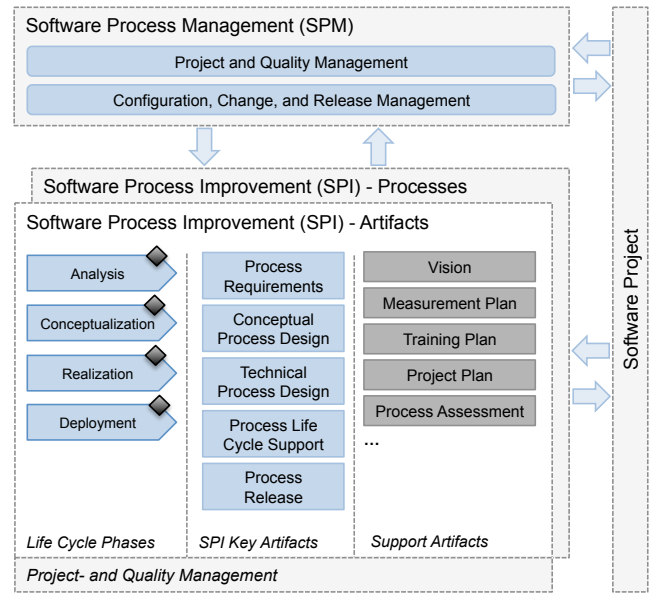 Software Process Management (SPM)
Project and Quality Management
Configuration, Change, and Release Management
Software Process Improvement (SPI) - Processes
Software Process Improvement (SPI) - Artifacts
Analysis
Conceptualization
Realization
Deployment
Life Cycle Phases
Process
Requirements
Conceptual
Process Design
Technical
Process Design
Process Life
Cycle Support
Process
Release
SPI Key Artifacts
Vision
Measurement Plan
Training Plan
Project Plan
Process Assessment
...
Support Artifacts
Project- and Quality Management
Software Project